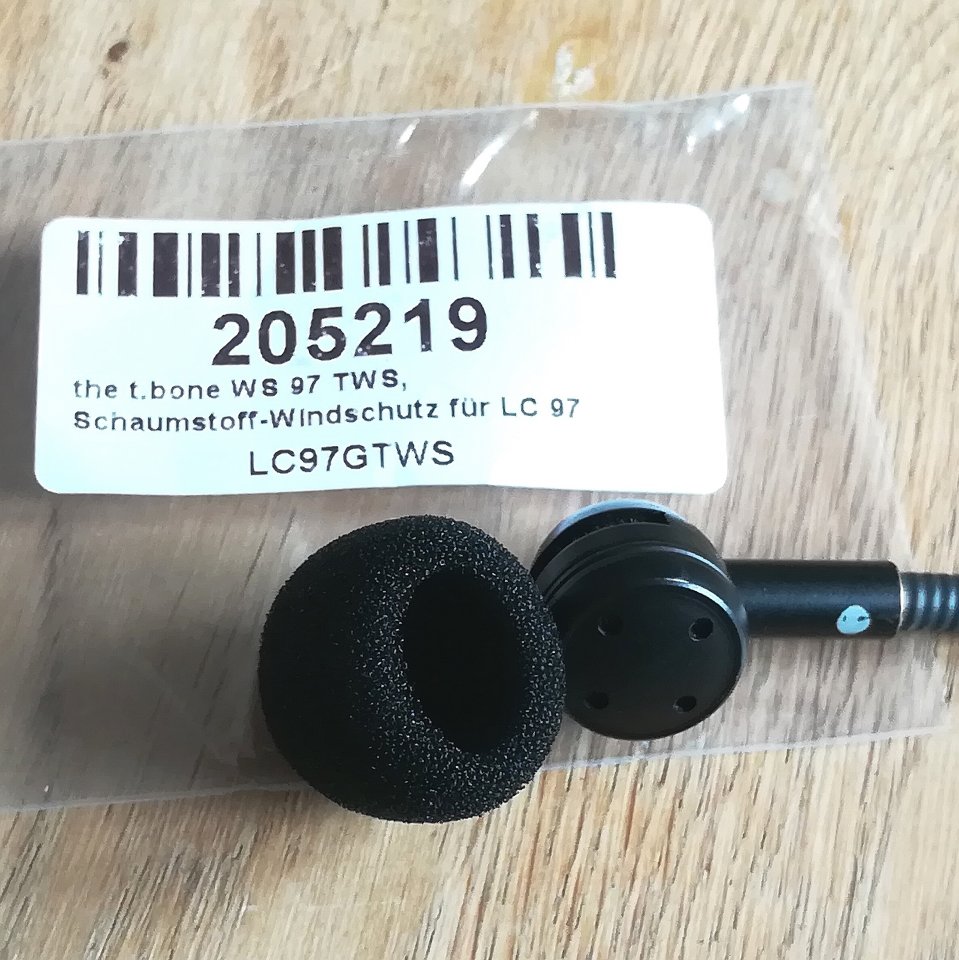 205219
the t.bone WS 97 TWS,
Schaumstoff-Windschutz für LC 97
LC97GTWS